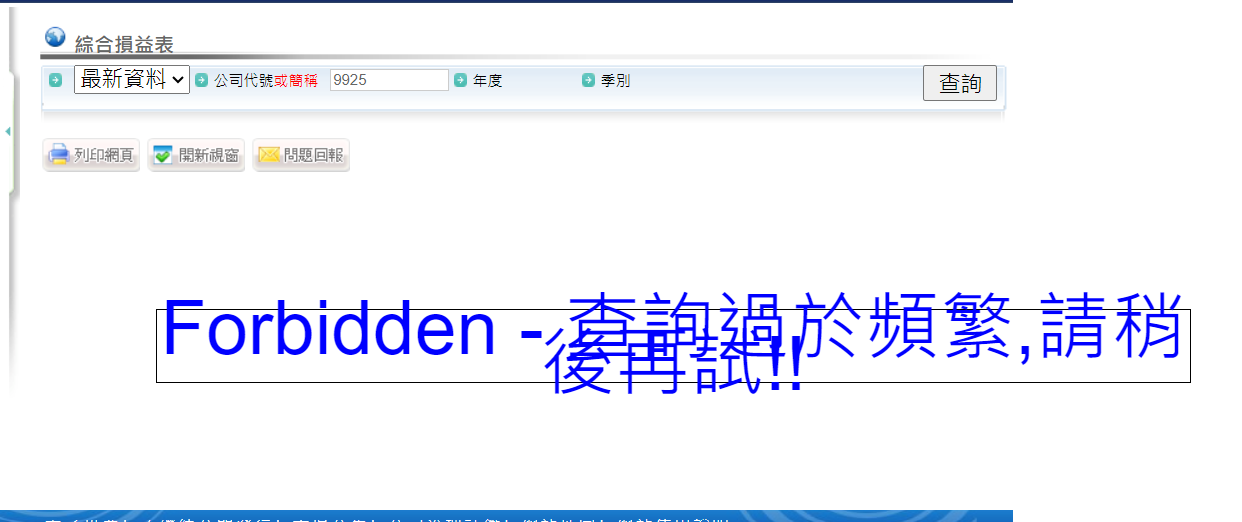 綜合損益表
最新資料 公司代號或簡稱 9925 年度 季別 查詢
列印網頁 開新視窗 問題回報
Forbidden - 查詢過於頻繁,請稍
後再試!!